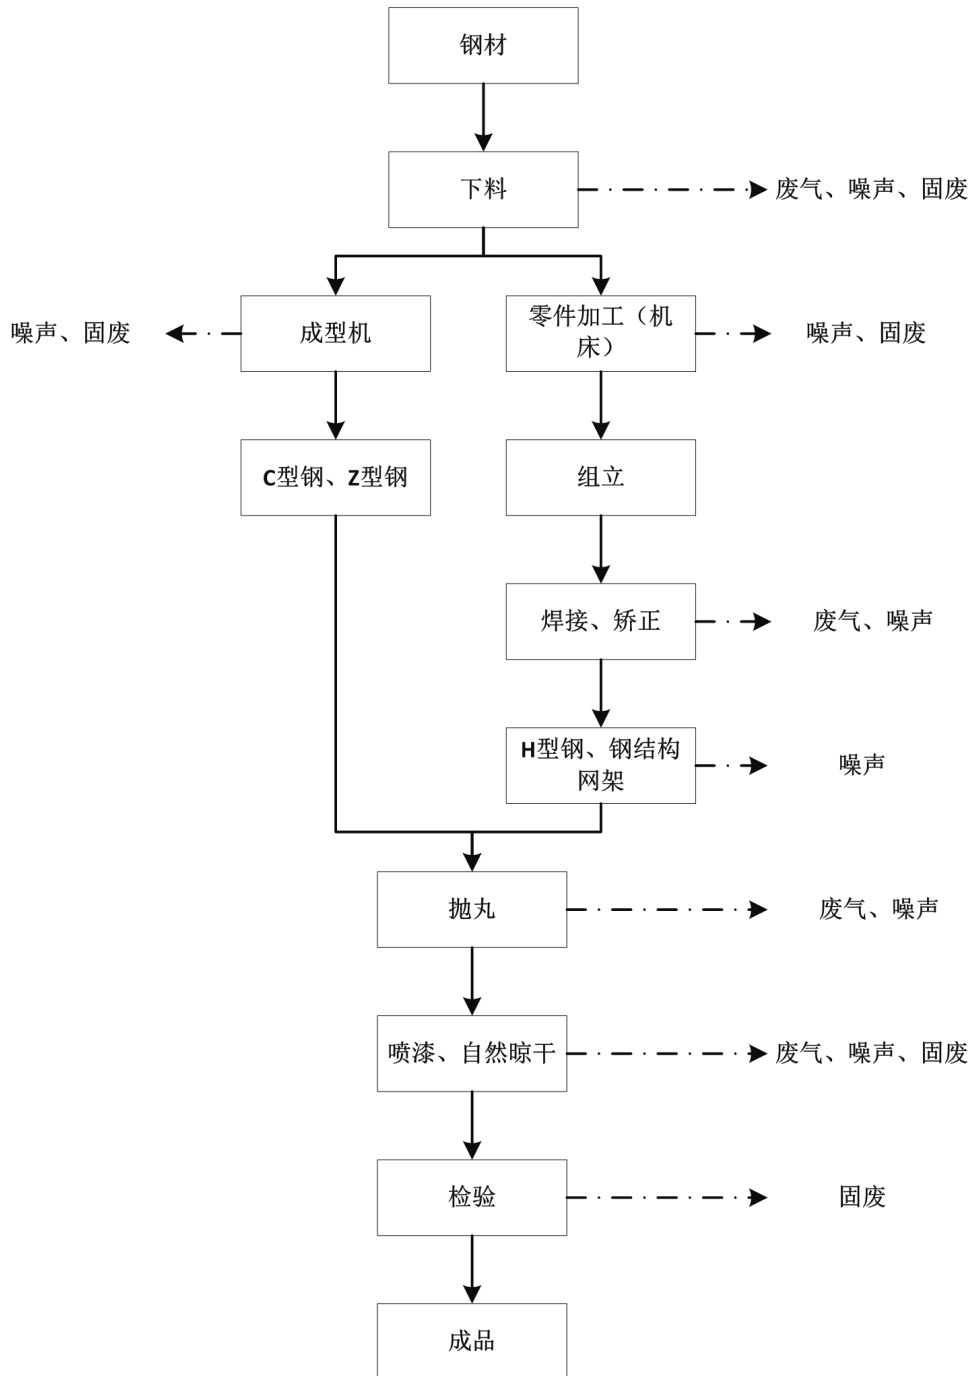 钢材
下料
废气、噪声、固废
噪声、固废
成型机
零件加工（机
床）
噪声、固废
C型钢、Z型钢
组立
焊接、矫正
废气、噪声
H型钢、钢结构
网架
噪声
抛丸
废气、噪声
喷漆、自然晾干
废气、噪声、固废
检验
固废
成品